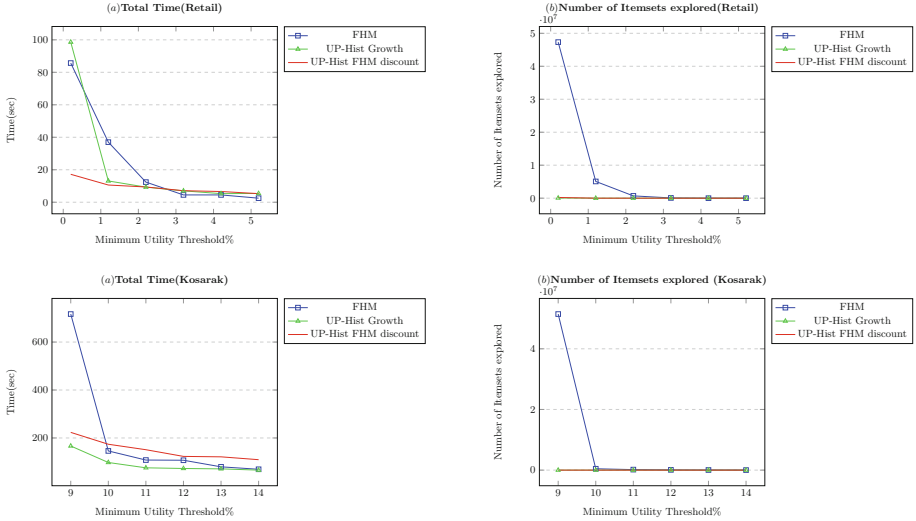 (a)Total Time(Retail)
FHM
UP-Hist Growth
UP-Hist FHM discount
100
80
60
40
20
0
Time(sec)
0 1 2 3 4 5
Minimum Utility Threshold%
(b)Number of Itemsets explored(Retail)
·10^7
FHM
UP-Hist Growth
UP-Hist FHM discount
5
4
3
2
1
0
Number of Itemsets explored
0 1 2 3 4 5
Minimum Utility Threshold%
(a)Total Time(Kosarak)
FHM
UP-Hist Growth
UP-Hist FHM discount
600
400
200
Time(sec)
9 10 11 12 13 14
Minimum Utility Threshold%
(b)Number of Itemsets explored (Kosarak)
·10^7
FHM
UP-Hist Growth
UP-Hist FHM discount
4
2
0
Number of Itemsets explored
9 10 11 12 13 14
Minimum Utility Threshold%